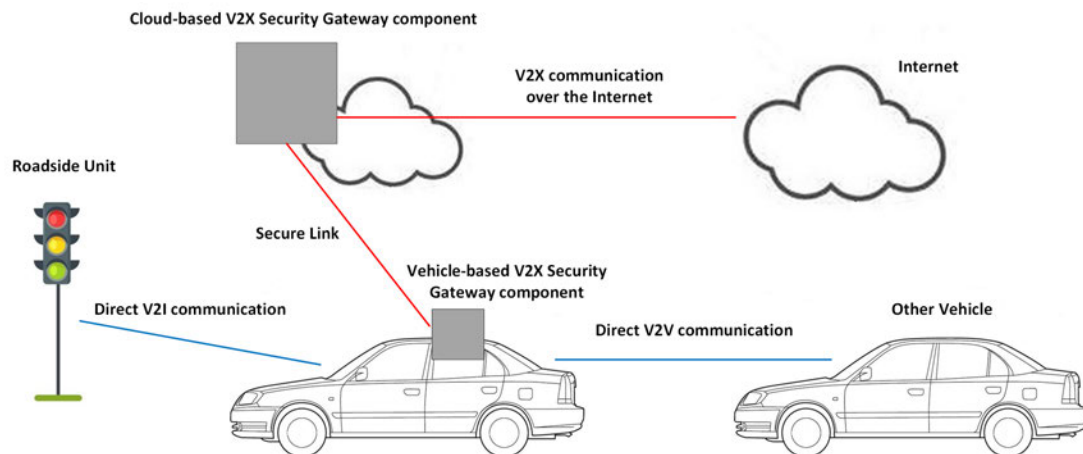 Cloud-based V2X Security Gateway component
V2X communication
over the Internet
Internet
Roadside Unit
Secure Link
Vehicle-based V2X Security
Gateway component
Direct V2I communication
Direct V2V communication
Other Vehicle